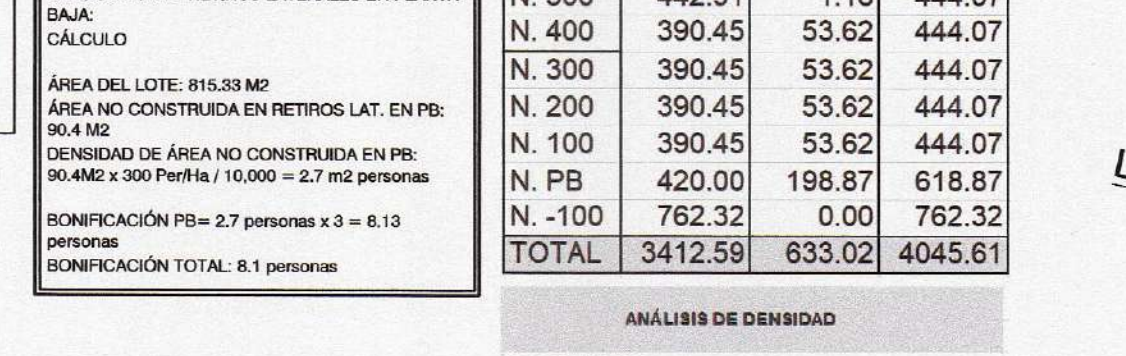 BAJA:
CÁLCULO
ÁREA DEL LOTE: 815.33 M2
ÁREA NO CONSTRUIDA EN RETIROS LAT. EN PB:
90.4 M2
DENSIDAD DE ÁREA NO CONSTRUIDA EN PB:
90.4M2 x 300 Per/Ha / 10,000 = 2.7 m2 personas
BONIFICACIÓN PB= 2.7 personas x 3 = 8.13
personas
BONIFICACIÓN TOTAL: 8.1 personas
N. 400 390.45 53.62 444.07
N. 300 390.45 53.62 444.07
N. 200 390.45 53.62 444.07
N. 100 390.45 53.62 444.07
N. PB 420.00 198.87 618.87
N. -100 762.32 0.00 762.32
TOTAL 3412.59 633.02 4045.61
ANÁLISIS DE DENSIDAD